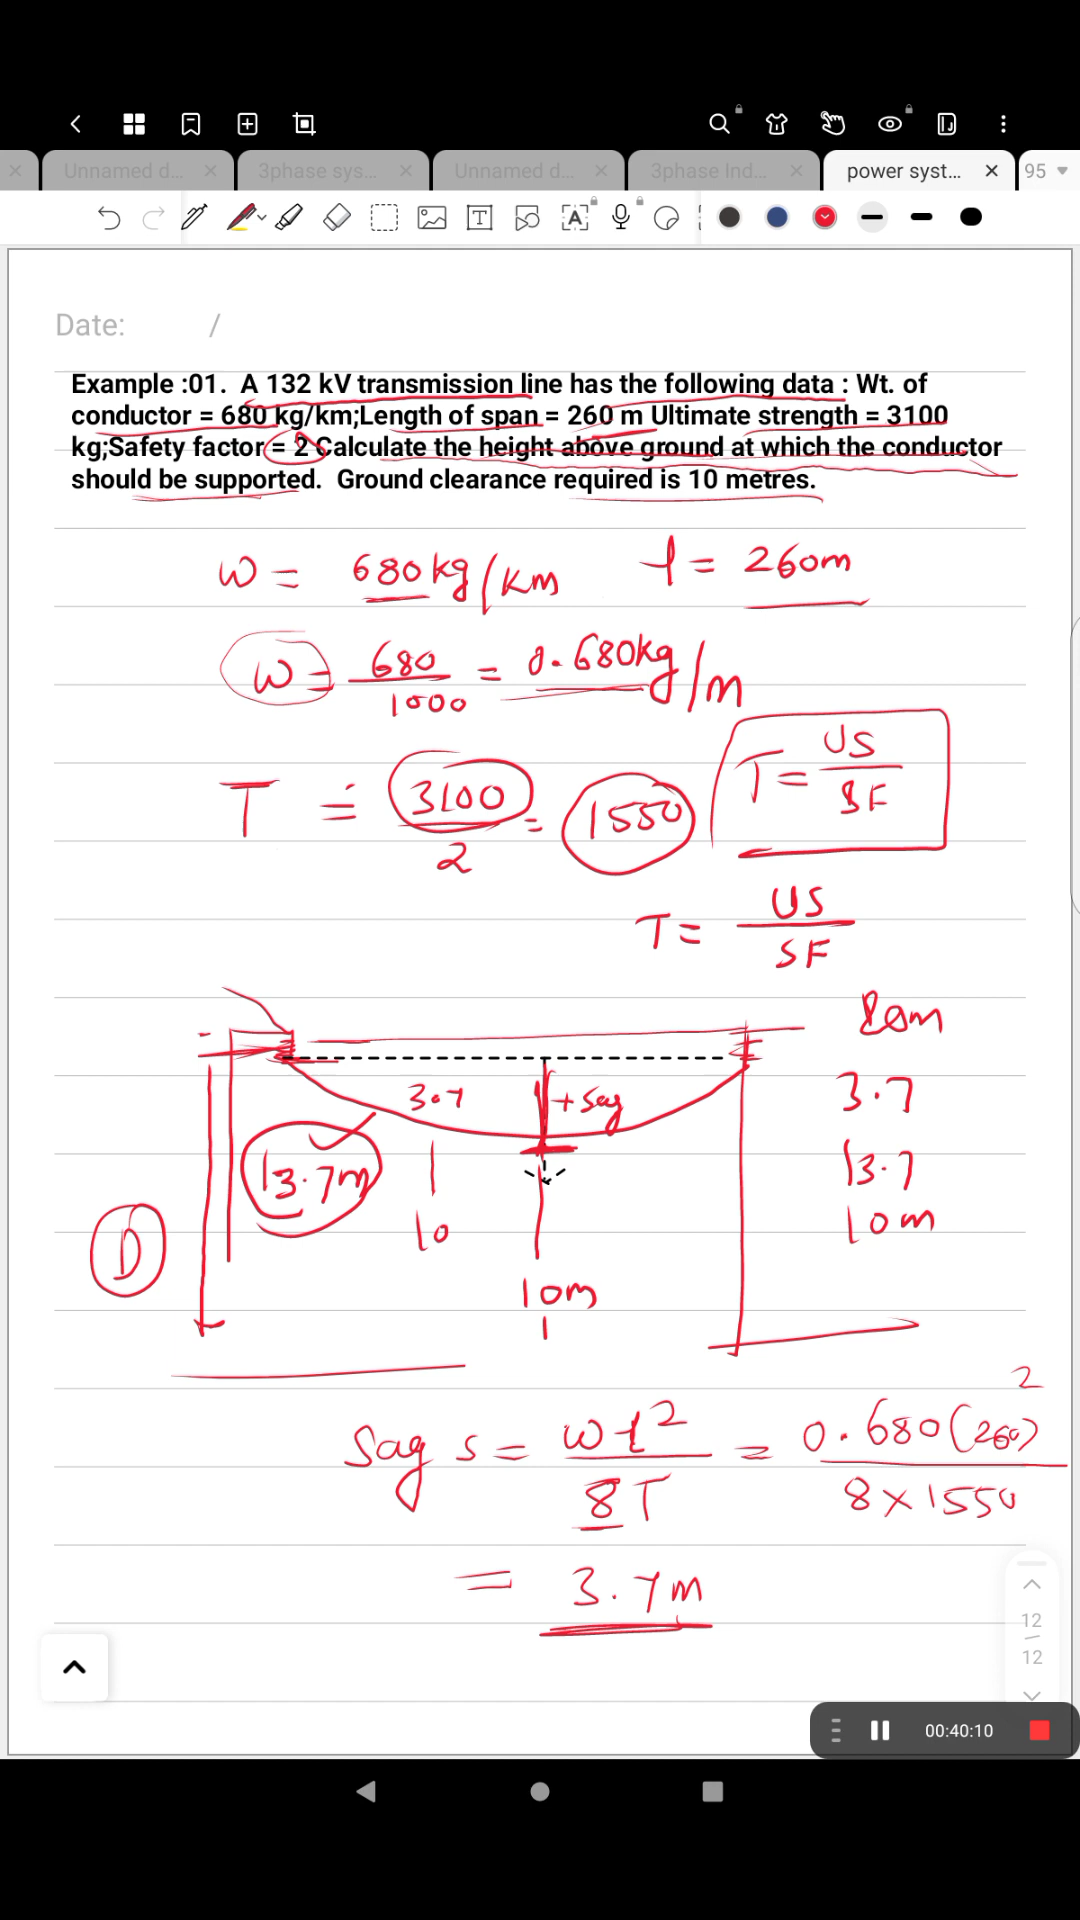 Unnamed d...
3phase sys...
Unnamed d...
3phase Ind...
power syst...
95
Date: /
Example :01. A 132 kV transmission line has the following data : Wt. of
conductor = 680 kg/km;Length of span = 260 m Ultimate strength = 3100
kg;Safety factor = 2 Calculate the height above ground at which the conductor
should be supported. Ground clearance required is 10 metres.
w = 680 kg/km l = 260m
w = 680/1000 = 0.680kg/m
T = 3100/2 = 1550
T = US/SF
T = US/SF
3.7
+ sag
3.7
13.7m
13.7
10
10m
D
10m
Sag s = wl²/8T = 0.680(260)²/8×1550
= 3.7m
12
12
00:40:10